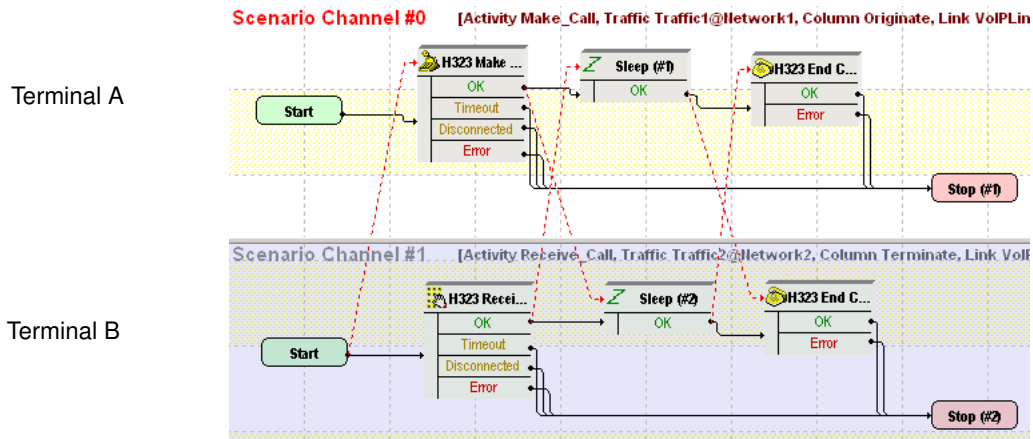 Scenario Channel #0 [Activity Make_Call, Traffic Traffic1@Network1, Column Originate, Link VoIPLin
Terminal A
Start
H323 Make ...
OK
Timeout
Disconnected
Error
Sleep (#1)
OK
H323 End C...
OK
Error
Stop (#1)
Scenario Channel #1 [Activity Receive_Call, Traffic Traffic2@Network2, Column Terminate, Link VoIP
Terminal B
Start
H323 Recei...
OK
Timeout
Disconnected
Error
Sleep (#2)
OK
H323 End C...
OK
Error
Stop (#2)